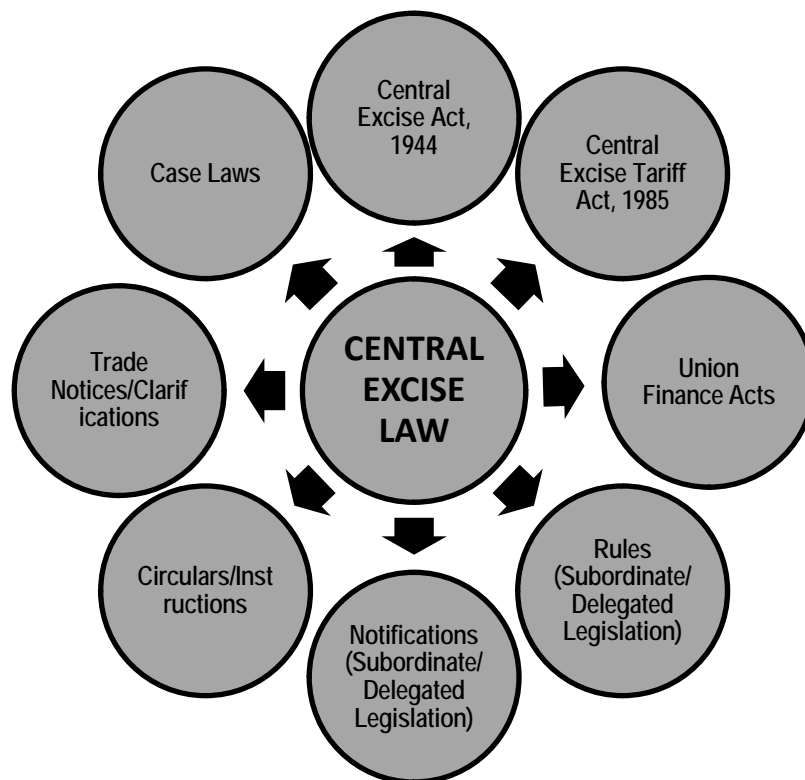 Central
Excise Act,
1944
Central
Excise Tariff
Act, 1985
Union
Finance Acts
Rules
(Subordinate/
Delegated
Legislation)
Notifications
(Subordinate/
Delegated
Legislation)
Circulars/Inst
ructions
Trade
Notices/Clarif
ications
Case Laws
CENTRAL
EXCISE
LAW